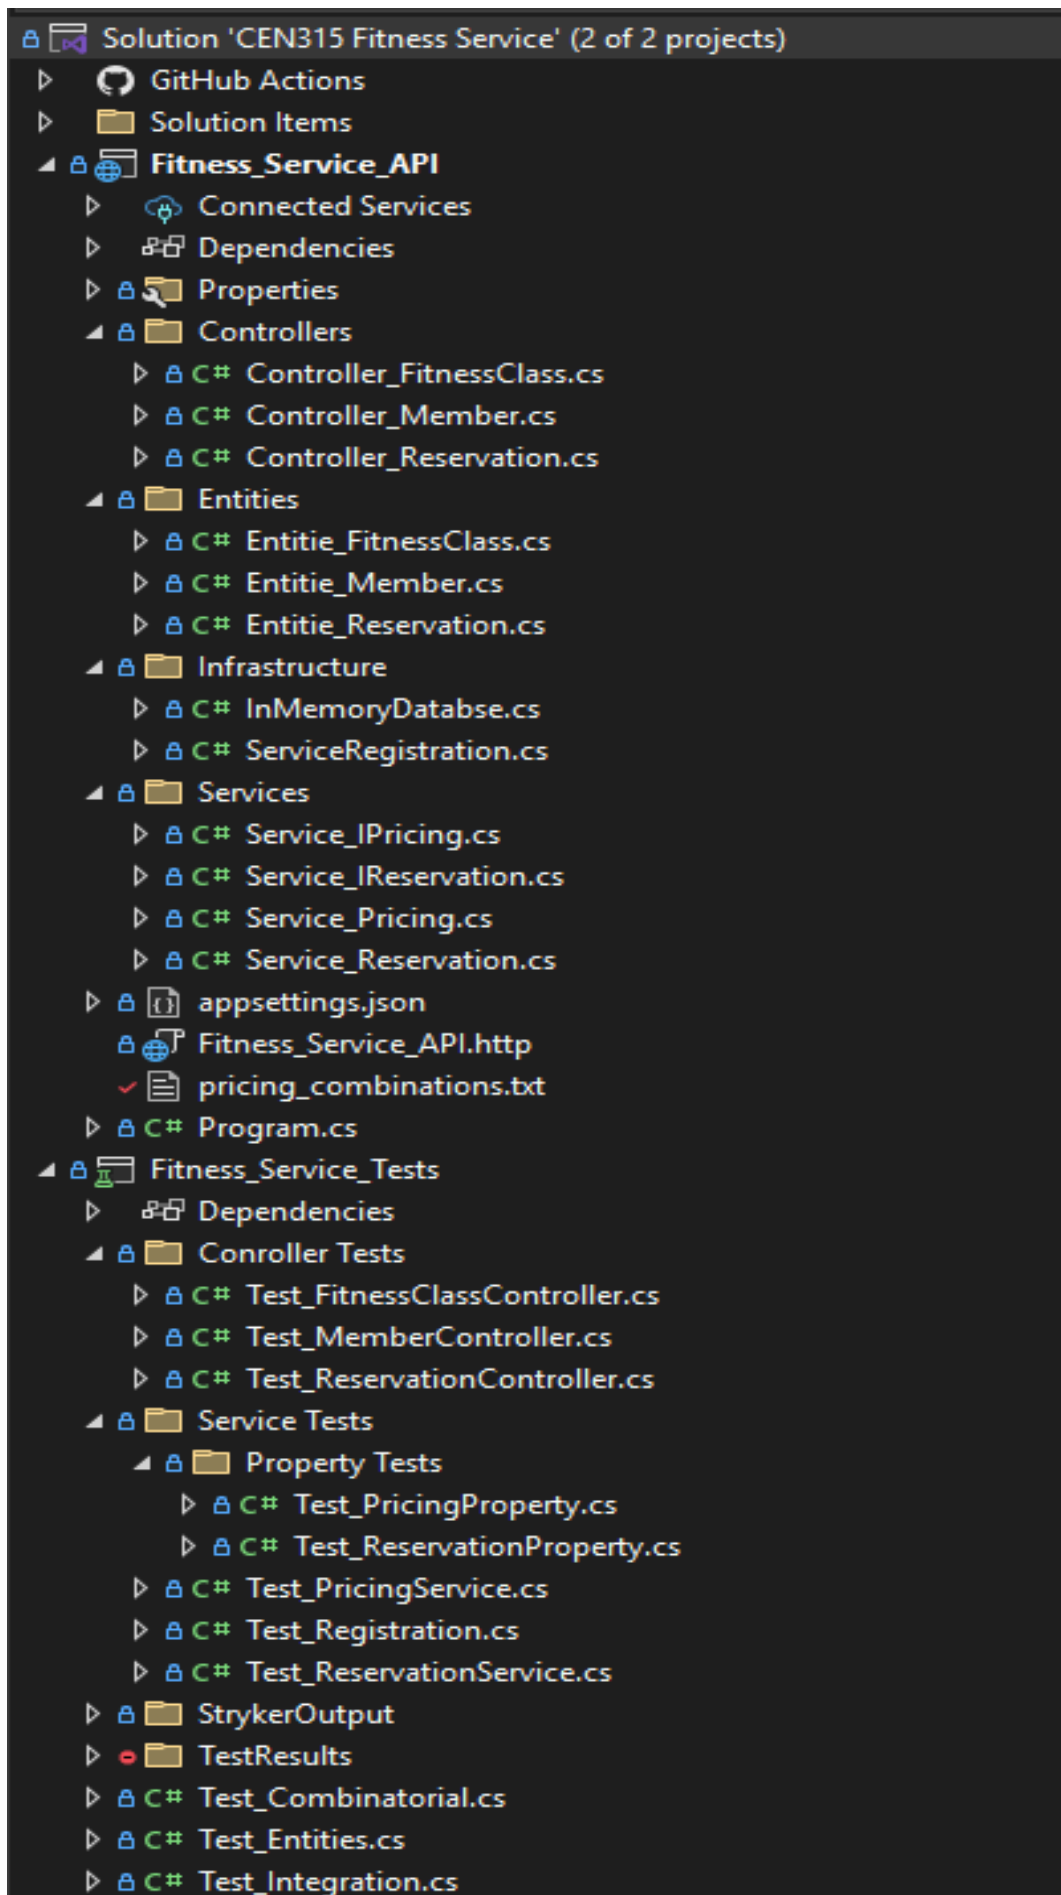 Solution 'CEN315 Fitness Service' (2 of 2 projects)
GitHub Actions
Solution Items
Fitness_Service_API
Connected Services
Dependencies
Properties
Controllers
C# Controller_FitnessClass.cs
C# Controller_Member.cs
C# Controller_Reservation.cs
Entities
C# Entitie_FitnessClass.cs
C# Entitie_Member.cs
C# Entitie_Reservation.cs
Infrastructure
C# InMemoryDatabse.cs
C# ServiceRegistration.cs
Services
C# Service_IPricing.cs
C# Service_IReservation.cs
C# Service_Pricing.cs
C# Service_Reservation.cs
appsettings.json
Fitness_Service_API.http
pricing_combinations.txt
C# Program.cs
Fitness_Service_Tests
Dependencies
Conroller Tests
C# Test_FitnessClassController.cs
C# Test_MemberController.cs
C# Test_ReservationController.cs
Service Tests
Property Tests
C# Test_PricingProperty.cs
C# Test_ReservationProperty.cs
C# Test_PricingService.cs
C# Test_Registration.cs
C# Test_ReservationService.cs
StrykerOutput
TestResults
C# Test_Combinatorial.cs
C# Test_Entities.cs
C# Test_Integration.cs